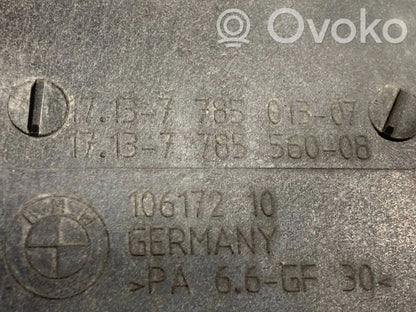 Ovoko
17.13-7 785 013-07
17.13-7 785 560-08
BMW
106172 10
GERMANY
>PA 6.6-GF 30<